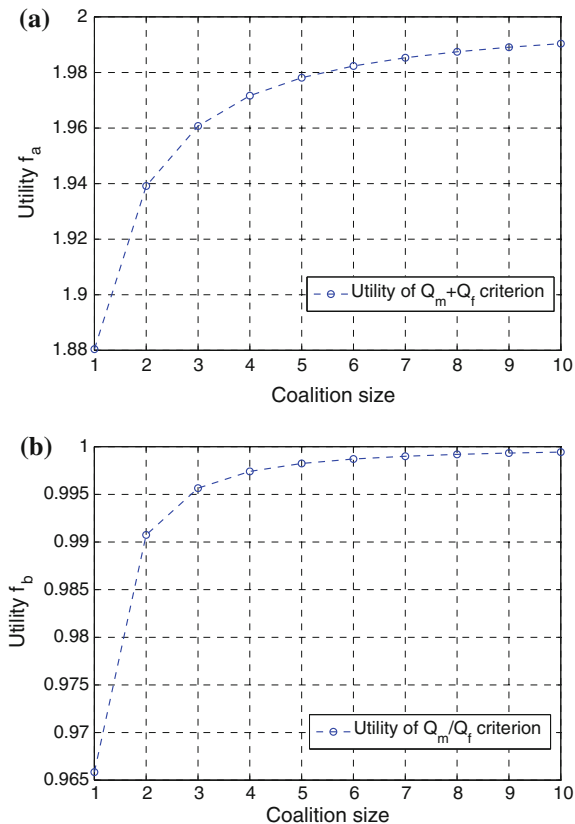 (a)
2
1.98
1.96
1.94
1.92
1.9
1.88
Utility f_a
Utility of Q_m+Q_f criterion
1 2 3 4 5 6 7 8 9 10
Coalition size
(b)
1
0.995
0.99
0.985
0.98
0.975
0.97
0.965
Utility f_b
Utility of Q_m/Q_f criterion
1 2 3 4 5 6 7 8 9 10
Coalition size